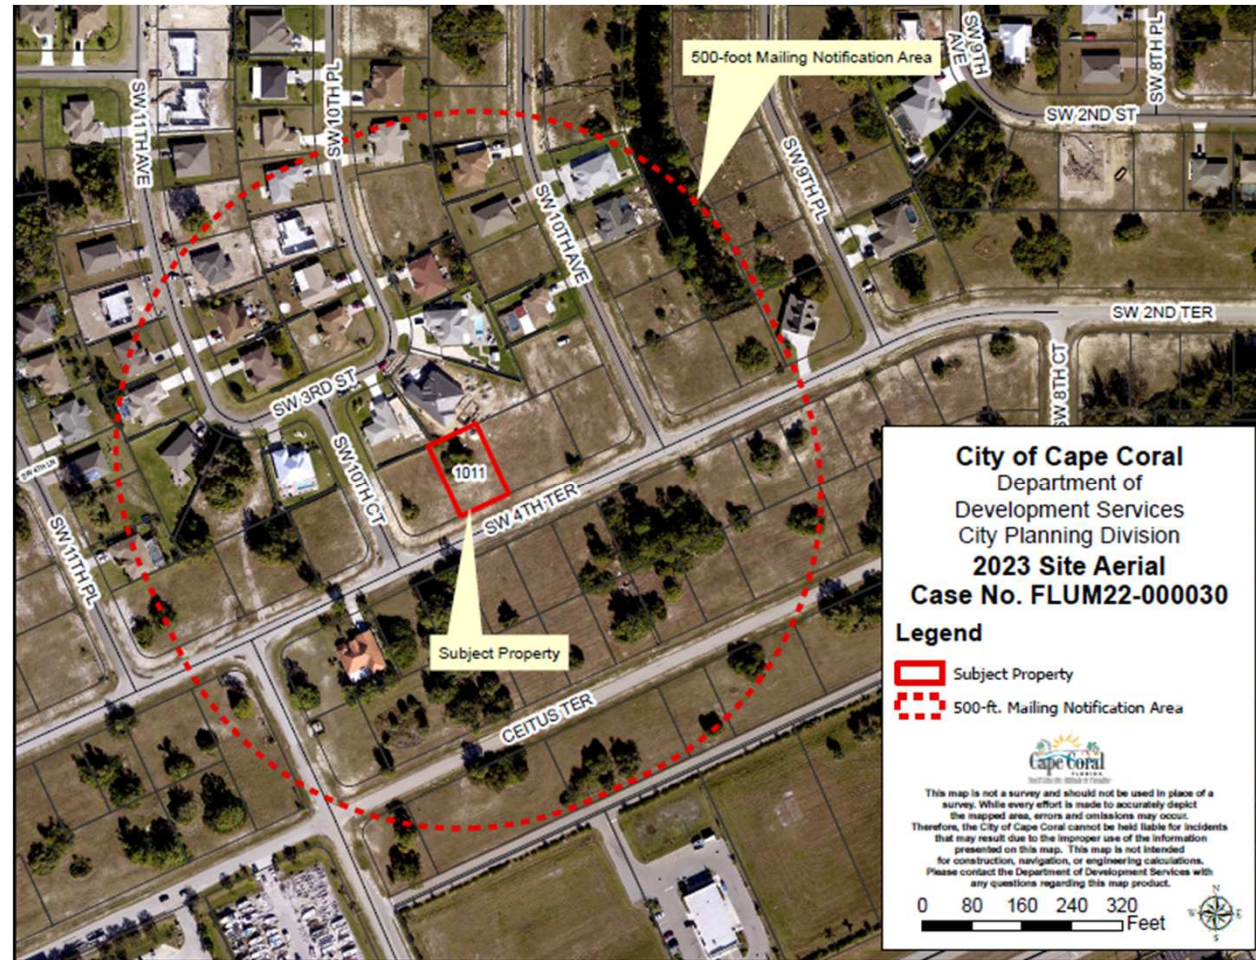 500-foot Mailing Notification Area
SW 11TH AVE
SW 10TH PL
SW 10TH AVE
SW 9TH PL
SW 9TH
AVE
SW 8TH PL
SW 2ND ST
SW 2ND TER
SW 8TH CT
SW 3RD ST
SW 10TH CT
1011
SW 4TH TER
SW 4TH LN
SW 11TH PL
Subject Property
CEITUS TER
City of Cape Coral
Department of
Development Services
City Planning Division
2023 Site Aerial
Case No. FLUM22-000030
Legend
Subject Property
500-ft. Mailing Notification Area
Cape Coral
FLORIDA
This map is not a survey and should not be used in place of a
survey. While every effort is made to accurately depict
the mapped area, errors and omissions may occur.
Therefore, the City of Cape Coral cannot be held liable for incidents
that may result due to the improper use of the information
presented on this map. This map is not intended
for construction, navigation, or engineering calculations.
Please contact the Department of Development Services with
any questions regarding this map product.
0 80 160 240 320
Feet
N
W E
S